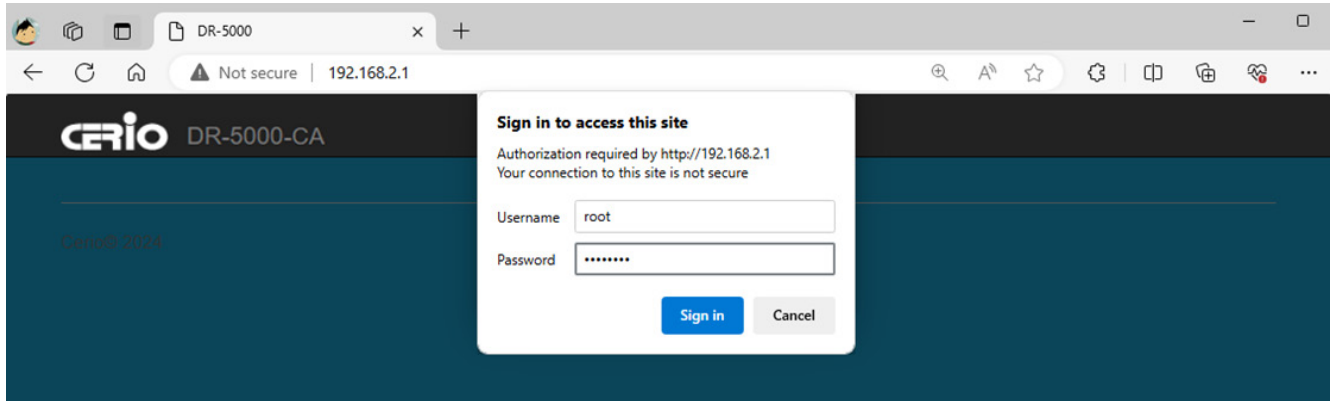 DR-5000
Not secure 192.168.2.1
CERIO DR-5000-CA
Sign in to access this site
Authorization required by http://192.168.2.1
Your connection to this site is not secure
Username root
Password ••••••••
Sign in Cancel
Cerio© 2024